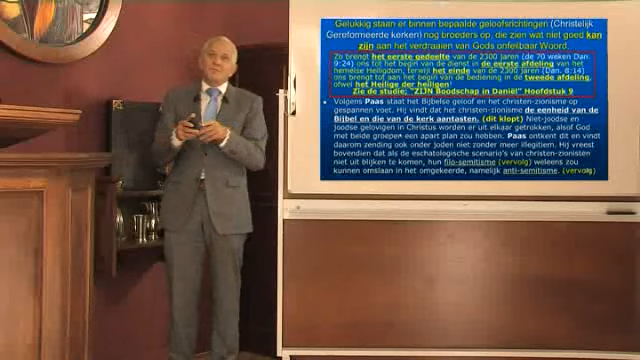 Gelukkig staan er binnen bepaalde geloofsrichtingen (Christelijk
Gereformeerde kerken) nog broeders op, die zien wat niet goed kan
zijn aan het verdraaien van Gods onfeilbaar Woord.
Zo brengt het eerste gedeelte van de 2300 jaren (de 70 weken Dan.
9:24) ons tot het begin van de dienst in de eerste afdeling van het
hemelse heiligdom, terwijl het einde van de 2300 jaren (Dan. 8:14)
ons brengt tot aan het begin van de bediening in de tweede afdeling,
ofwel het Heilige der heiligen"
Zie de studie; "ZIJN Boodschap in Daniël" Hoofdstuk 9
• Volgens Paas staat het Bijbelse geloof en het christen-zionisme op
gespannen voet. Hij vindt dat het christen-zionisme de eenheid van de
Bijbel en die van de kerk aantasten. (dit klopt) Niet-joodse en
joodse gelovigen in Christus worden er uit elkaar getrokken, alsof God
met beide groepen een apart plan zou hebben. Paas ontkent dit en vindt
daarom zending ook onder joden niet zonder meer illegitiem. Hij vreest
bovendien dat als de eschatologische scenario's van christen-zionisten
niet uit blijken te komen, hun filo-semitisme (vervolg) weleens zou
kunnen omslaan in het omgekeerde, namelijk anti-semitisme. (vervolg)